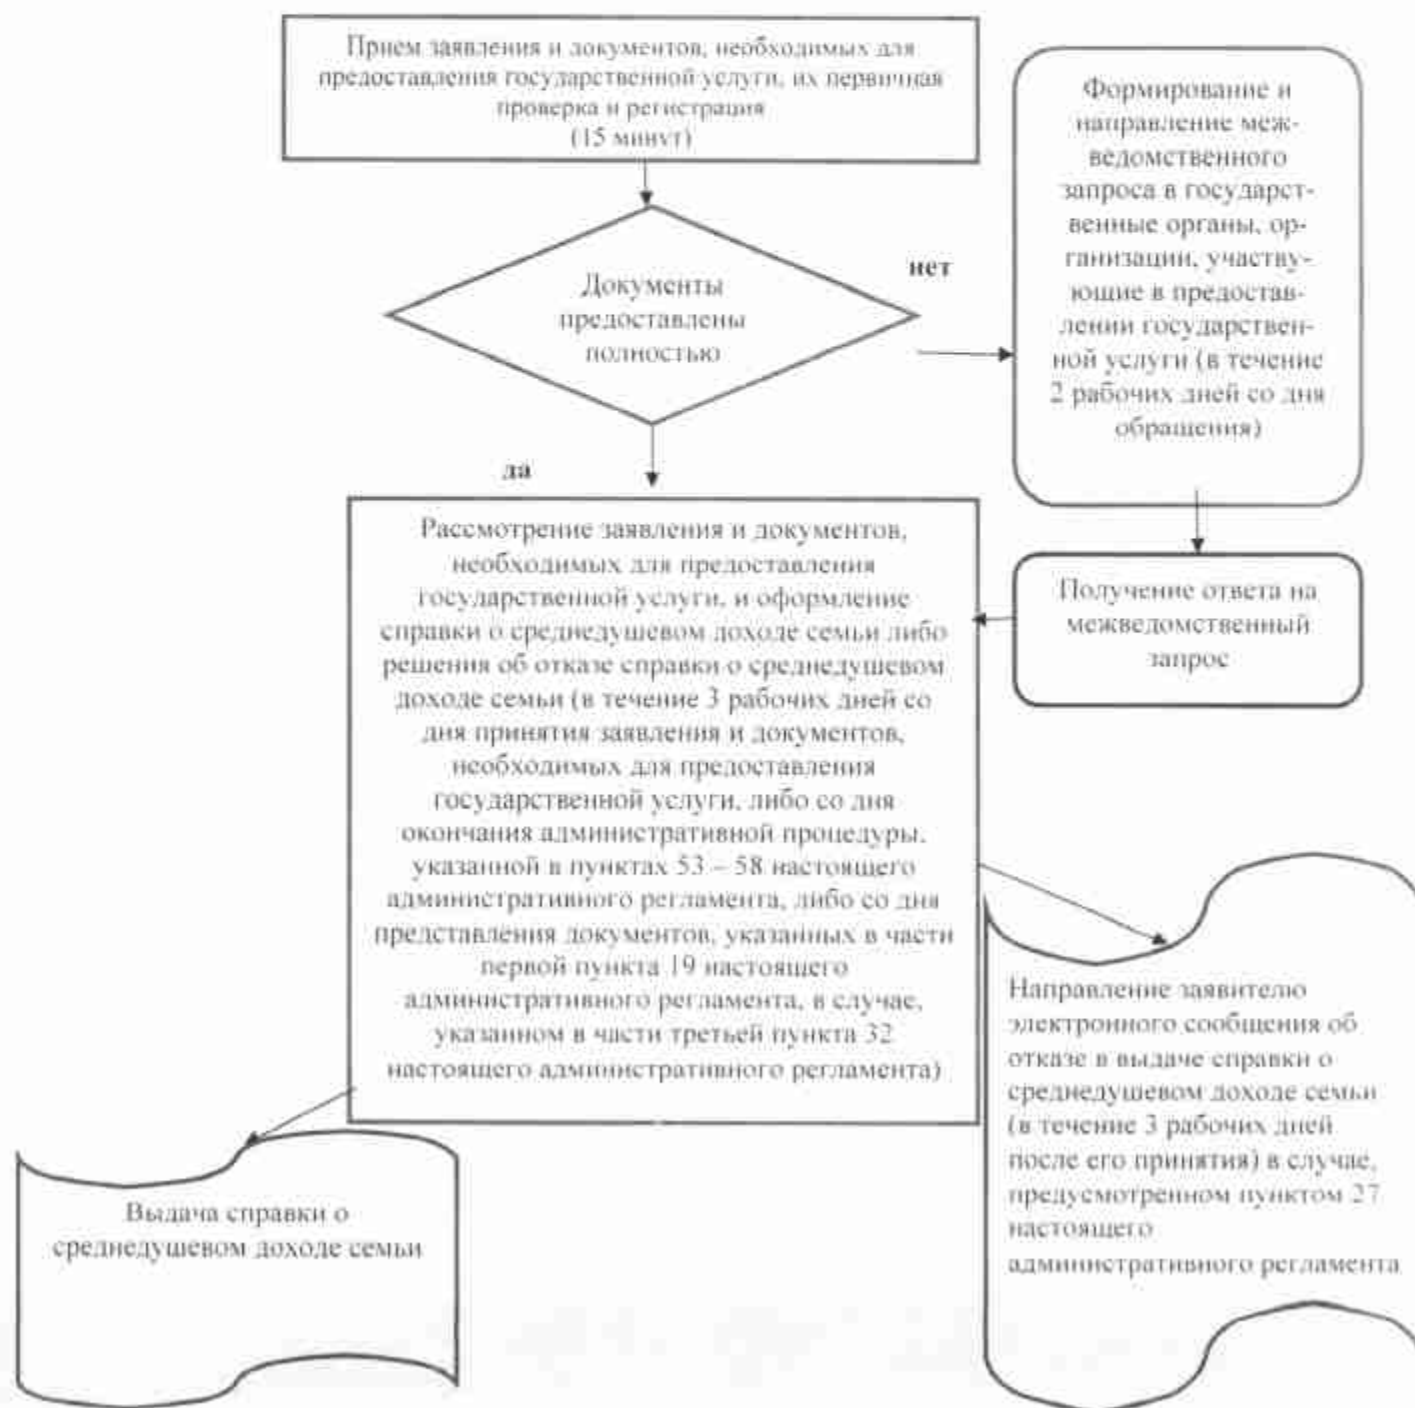 Прием заявления и документов, необходимых для
предоставления государственной услуги, их первичная
проверка и регистрация
(15 минут)
Формирование и
направление меж-
ведомственного
запроса в государст-
венные органы, ор-
ганизации, участву-
ющие в предостав-
лении государствен-
ной услуги (в течение
2 рабочих дней со дня
обращения)
нет
Документы
предоставлены
полностью
да
Рассмотрение заявления и документов,
необходимых для предоставления
государственной услуги, и оформление
справки о среднедушевом доходе семьи либо
решения об отказе справки о среднедушевом
доходе семьи (в течение 3 рабочих дней со
дня принятия заявления и документов,
необходимых для предоставления
государственной услуги, либо со дня
окончания административной процедуры,
указанной в пунктах 53 – 58 настоящего
административного регламента, либо со дня
представления документов, указанных в части
первой пункта 19 настоящего
административного регламента, в случае,
указанном в части третьей пункта 32
настоящего административного регламента)
Получение ответа на
межведомственный
запрос
Направление заявителю
электронного сообщения об
отказе в выдаче справки о
среднедушевом доходе семьи
(в течение 3 рабочих дней
после его принятия) в случае,
предусмотренном пунктом 27
настоящего
административного регламента
Выдача справки о
среднедушевом доходе семьи